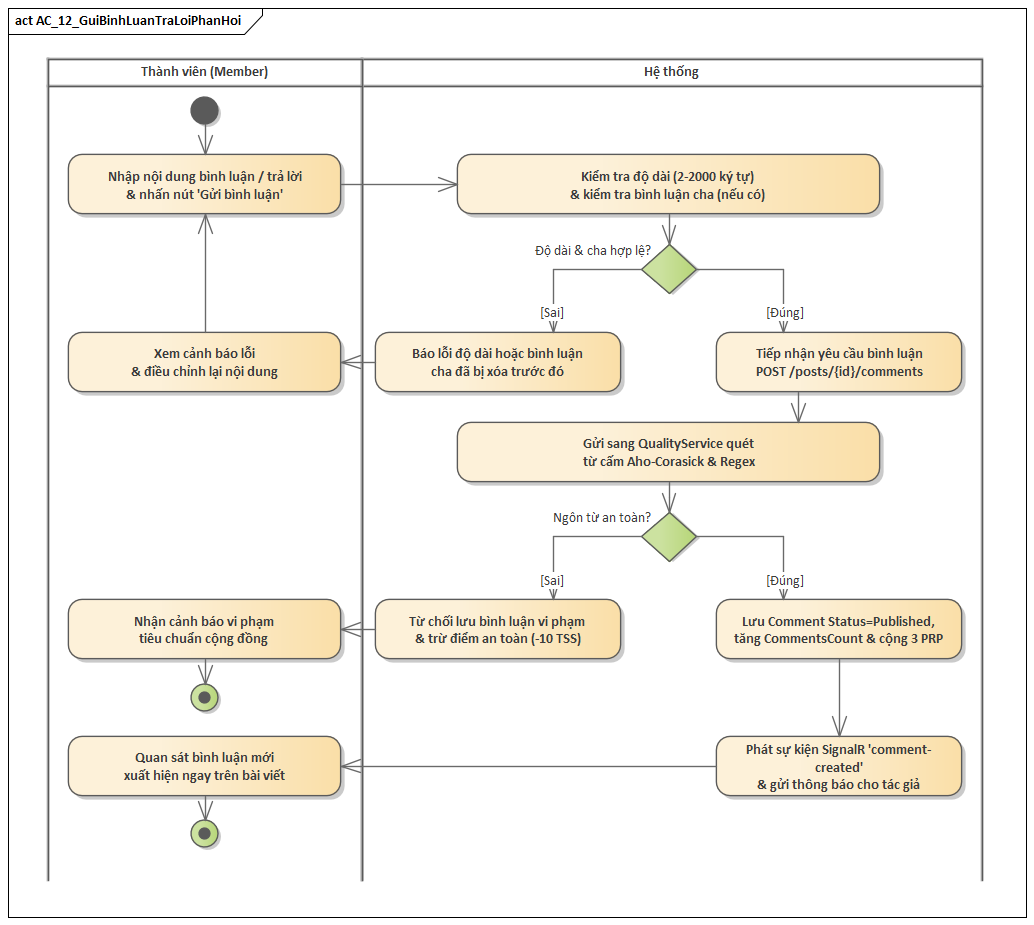 act AC_12_GuiBinhLuanTraLoiPhanHoi
Thành viên (Member)
Hệ thống
Nhập nội dung bình luận / trả lời
& nhấn nút 'Gửi bình luận'
Kiểm tra độ dài (2-2000 ký tự)
& kiểm tra bình luận cha (nếu có)
Độ dài & cha hợp lệ?
[Sai]
[Đúng]
Xem cảnh báo lỗi
& điều chỉnh lại nội dung
Báo lỗi độ dài hoặc bình luận
cha đã bị xóa trước đó
Tiếp nhận yêu cầu bình luận
POST /posts/{id}/comments
Gửi sang QualityService quét
từ cấm Aho-Corasick & Regex
Ngôn từ an toàn?
[Sai]
[Đúng]
Nhận cảnh báo vi phạm
tiêu chuẩn cộng đồng
Từ chối lưu bình luận vi phạm
& trừ điểm an toàn (-10 TSS)
Lưu Comment Status=Published,
tăng CommentsCount & cộng 3 PRP
Quan sát bình luận mới
xuất hiện ngay trên bài viết
Phát sự kiện SignalR 'comment-
created'
& gửi thông báo cho tác giả